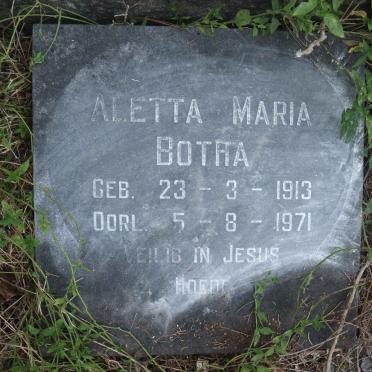 ALETTA MARIA
BOTHA
GEB. 23 - 3 - 1913
OORL. 5 - 8 - 1971
VEILIG IN JESUS
HOEDE